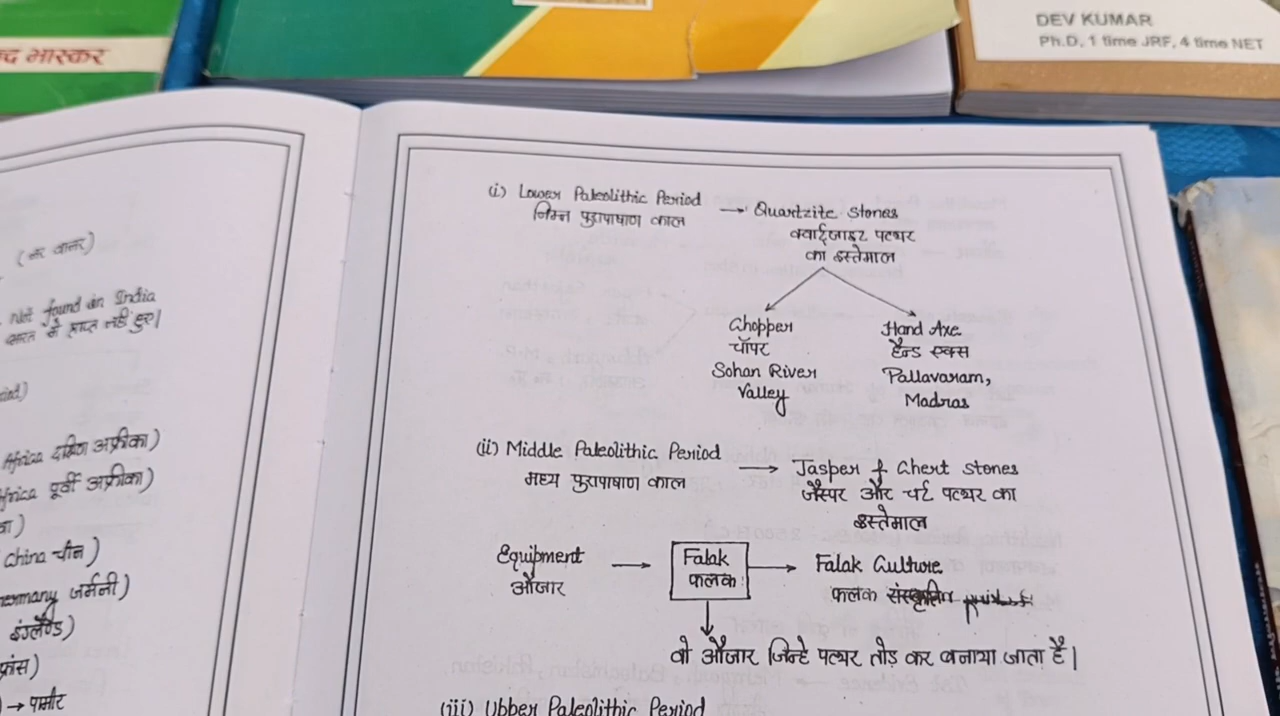 द भास्कर
DEV KUMAR
Ph.D, 1 time JRF, 4 time NET
(नर वानर)
Not found in India
भारत में प्राप्त नहीं हुए।
Africa दक्षिण अफ्रीका)
Africa पूर्वी अफ्रीका)
China चीन)
Germany जर्मनी)
इंग्लैण्ड)
फ्रांस)
→ पामीर
(i) Lower Paleolithic Period → Quartzite Stones
निम्न पुरापाषाण काल
क्वार्ट्जाइट पत्थर
का इस्तेमाल
Chopper
चॉपर
Sohan River
Valley
Hand Axe
हैन्ड एक्स
Pallavaram,
Madras
(ii) Middle Paleolithic Period → Jasper & Chert Stones
मध्य पुरापाषाण काल
जैस्पर और चर्ट पत्थर का
इस्तेमाल
Equipment → Falak → Falak Culture
औजार फलक फलक संस्कृति
वो औजार जिन्हे पत्थर तोड़ कर बनाया जाता है।
(iii) Upper Paleolithic Period